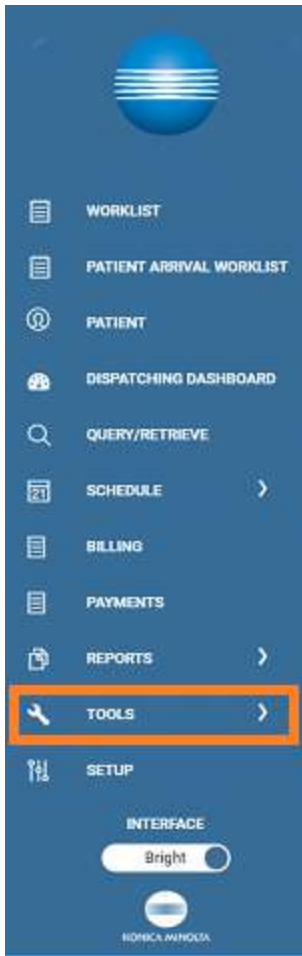 WORKLIST
PATIENT ARRIVAL WORKLIST
PATIENT
DISPATCHING DASHBOARD
QUERY/RETRIEVE
21 SCHEDULE
BILLING
PAYMENTS
REPORTS
TOOLS
SETUP
INTERFACE
Bright
KONICA MINOLTA